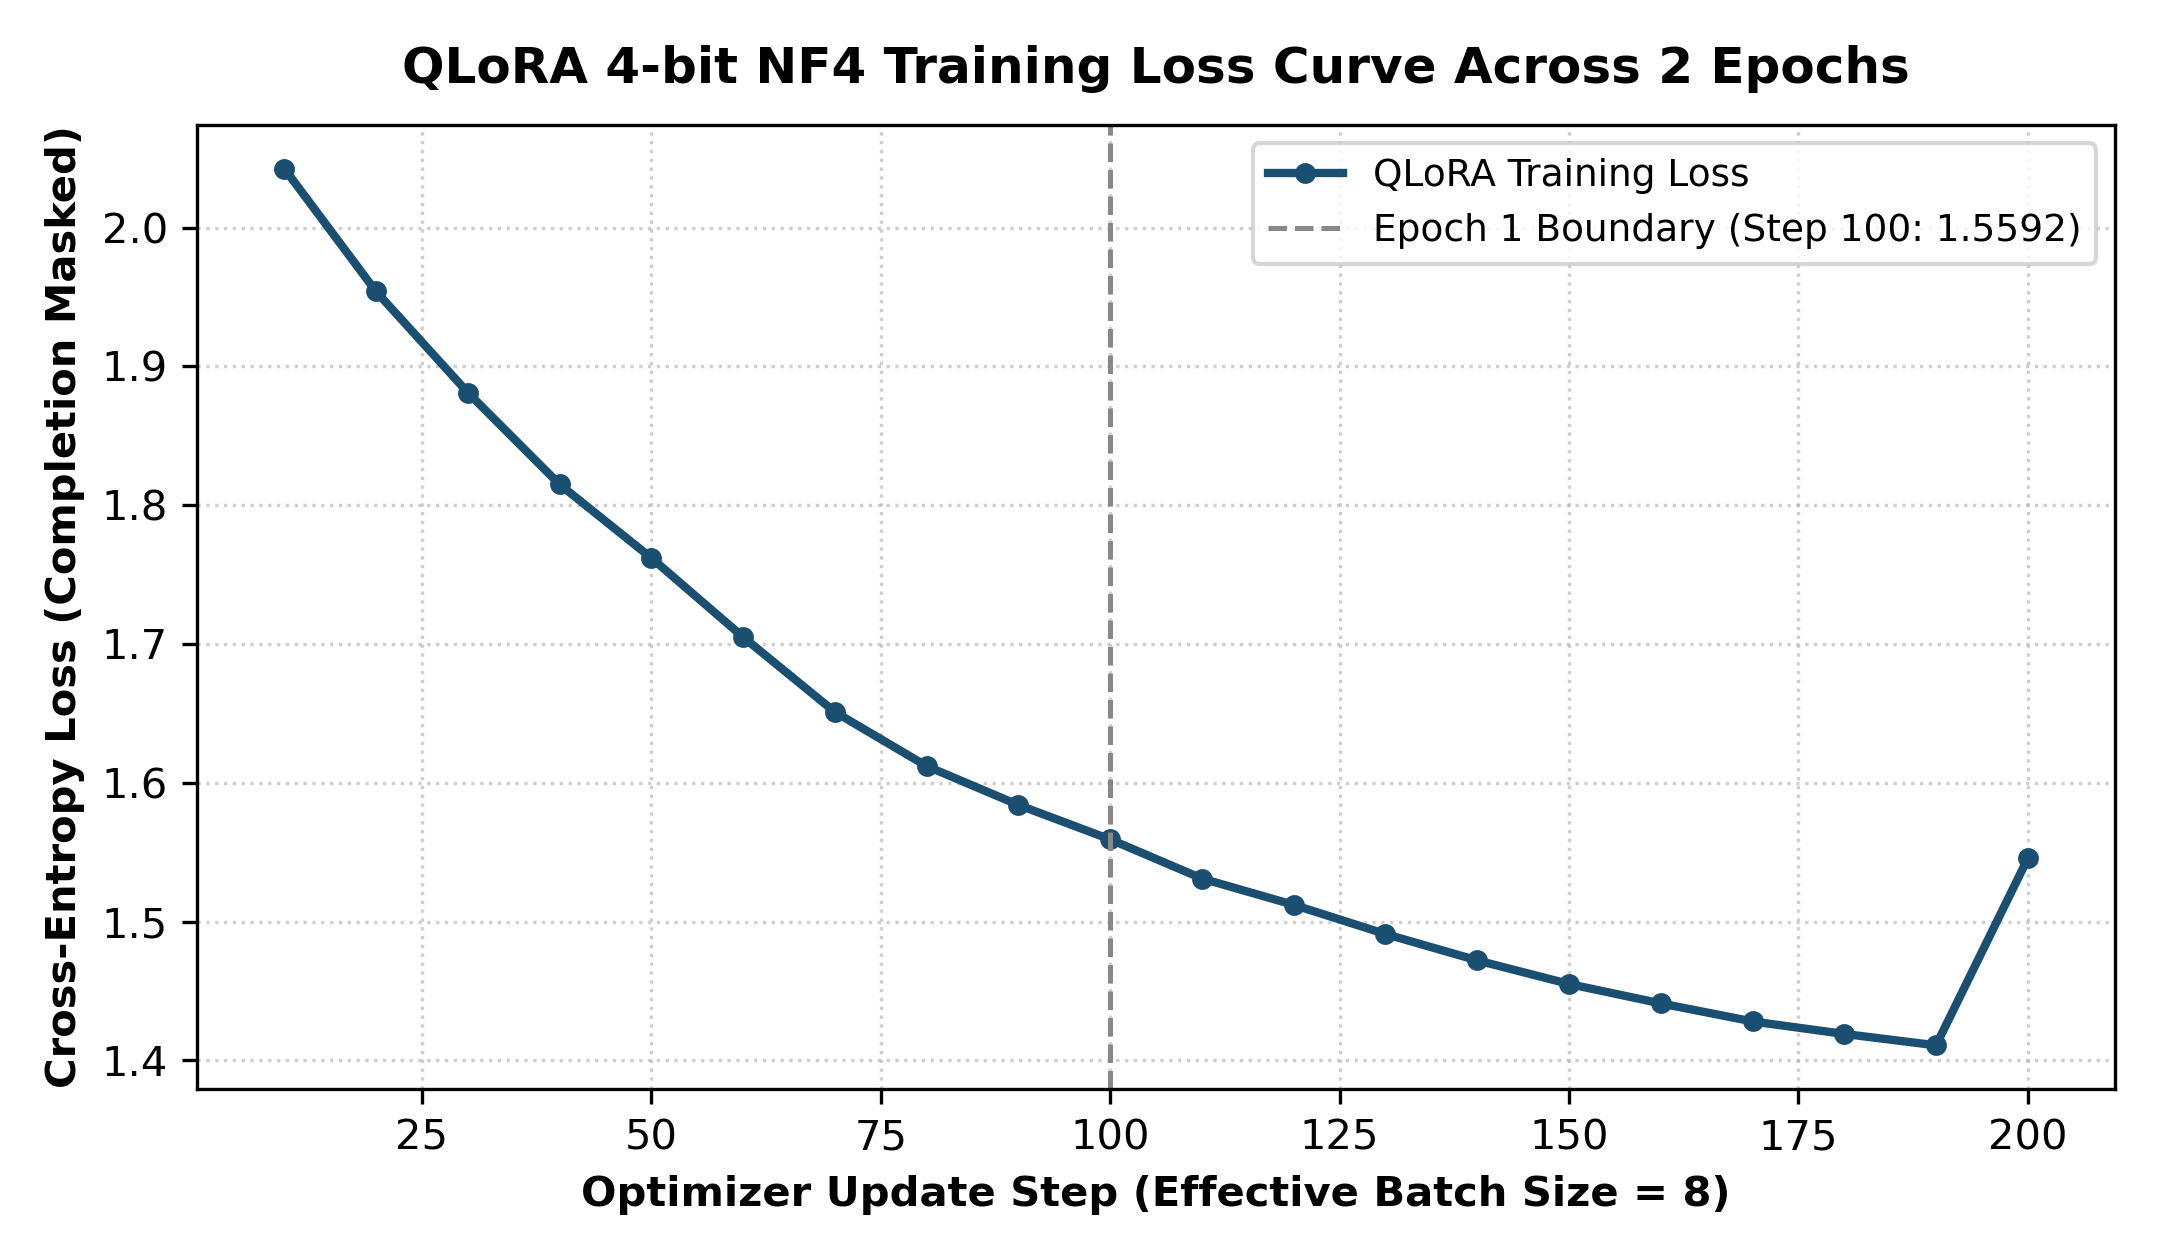 QLoRA 4-bit NF4 Training Loss Curve Across 2 Epochs
Cross-Entropy Loss (Completion Masked)
QLoRA Training Loss
Epoch 1 Boundary (Step 100: 1.5592)
2.0
1.9
1.8
1.7
1.6
1.5
1.4
25 50 75 100 125 150 175 200
Optimizer Update Step (Effective Batch Size = 8)